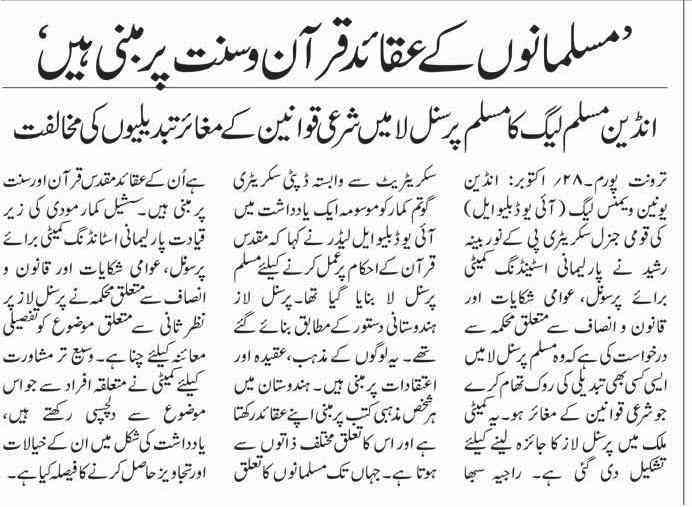 ’مسلمانوں کے عقائد قرآن و سنت پر مبنی ہیں‘
انڈین مسلم لیگ کا مسلم پرسنل لا میں شرعی قوانین کے مغائر تبدیلیوں کی مخالفت
ترونت پورم۔ ۲۸؍ اکتوبر: انڈین
یونین ویمنس لیگ (آئی یو ڈبلیو ایل)
کی قومی جنرل سکریٹری پی کے نوربینہ
رشید نے پارلیمانی اسٹینڈنگ کمیٹی
برائے پرسونل، عوامی شکایات اور
قانون و انصاف سے متعلق محکمہ سے
درخواست کی ہے کہ وہ مسلم پرسنل لا میں
ایسی کسی بھی تبدیلی کی روک تھام کرے
جو شرعی قوانین کے مغائر ہو۔ یہ کمیٹی
ملک میں پرسنل لاز کا جائزہ لینے کیلئے
تشکیل دی گئی ہے۔ راجیہ سبھا
سکریٹریٹ سے وابستہ ڈپٹی سکریٹری
گوتم کمار کو موسومہ ایک یادداشت میں
آئی یو ڈبلیو ایل لیڈر نے کہا کہ مقدس
قرآن کے احکام پر عمل کرنے کیلئے مسلم
پرسنل لا بنایا گیا تھا۔ پرسنل لاز
ہندوستانی دستور کے مطابق بنائے گئے
تھے۔ یہ لوگوں کے مذہب، عقیدہ اور
اعتقادات پر مبنی ہیں۔ ہندوستان میں
ہر شخص مذہبی کتب پر مبنی اپنے عقائد رکھتا
ہے اور اس کا تعلق مختلف ذاتوں سے
ہوتا ہے۔ جہاں تک مسلمانوں کا تعلق
ہے اُن کے عقائد مقدس قرآن اور سنت
پر مبنی ہیں۔ سشیل کمار مودی کی زیر
قیادت پارلیمانی اسٹانڈنگ کمیٹی برائے
پرسونل، عوامی شکایات اور قانون و
انصاف سے متعلق محکمہ نے پرسنل لاز پر
نظر ثانی سے متعلق موضوع کو تفصیلی
معائنہ کیلئے چنا ہے۔ وسیع تر مشاورت
کیلئے کمیٹی نے متعلقہ افراد سے جو اس
موضوع سے دلچسپی رکھتے ہیں،
یادداشت کی شکل میں ان کے خیالات
اور تجاویز حاصل کرنے کا فیصلہ کیا ہے۔